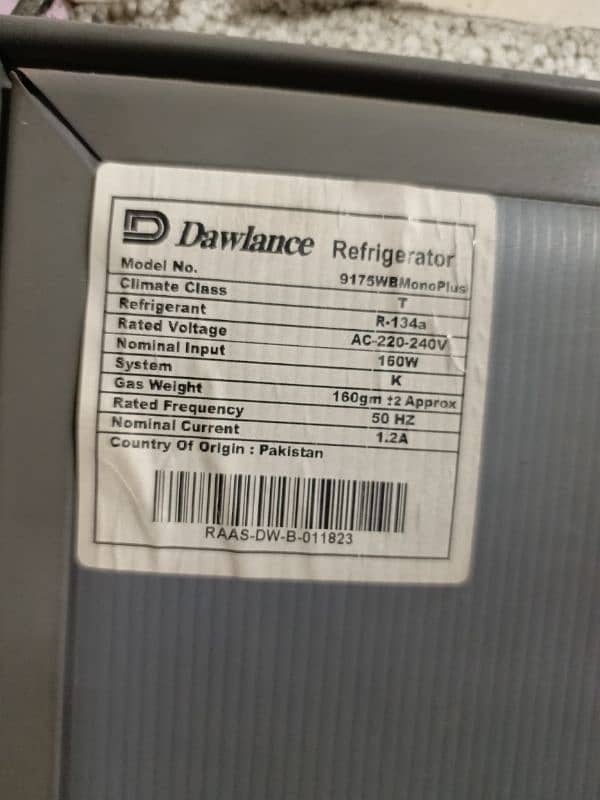 Dawlance Refrigerator
Model No. 9175WBMonoPlus
Climate Class T
Refrigerant R-134a
Rated Voltage AC-220-240V
Nominal Input 160W
System K
Gas Weight 160gm ±2 Approx
Rated Frequency 50 HZ
Nominal Current 1.2A
Country Of Origin : Pakistan
RAAS-DW-B-011823